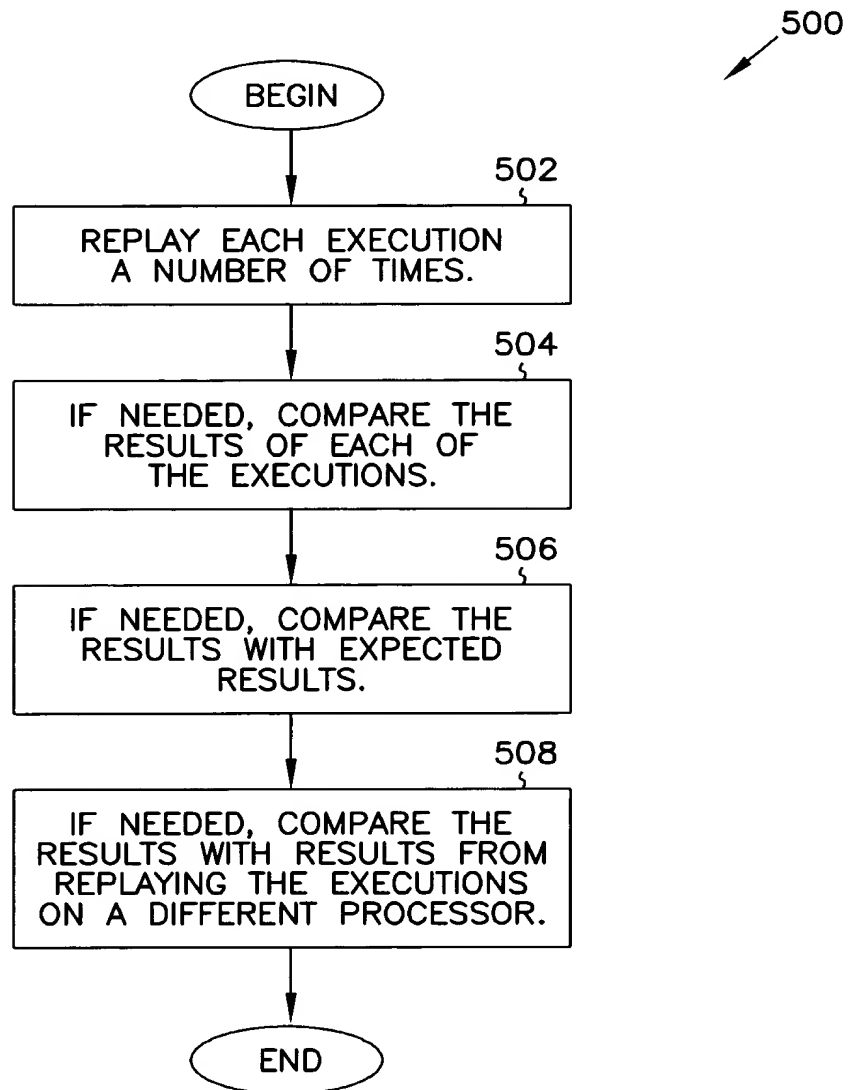 500
BEGIN
502
REPLAY EACH EXECUTION
A NUMBER OF TIMES.
504
IF NEEDED, COMPARE THE
RESULTS OF EACH OF
THE EXECUTIONS.
506
IF NEEDED, COMPARE THE
RESULTS WITH EXPECTED
RESULTS.
508
IF NEEDED, COMPARE THE
RESULTS WITH RESULTS FROM
REPLAYING THE EXECUTIONS
ON A DIFFERENT PROCESSOR.
END